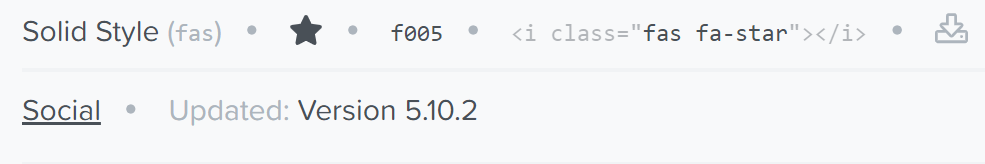 Solid Style (fas) • ★ • f005 • <i class="fas fa-star"></i> •
Social • Updated: Version 5.10.2